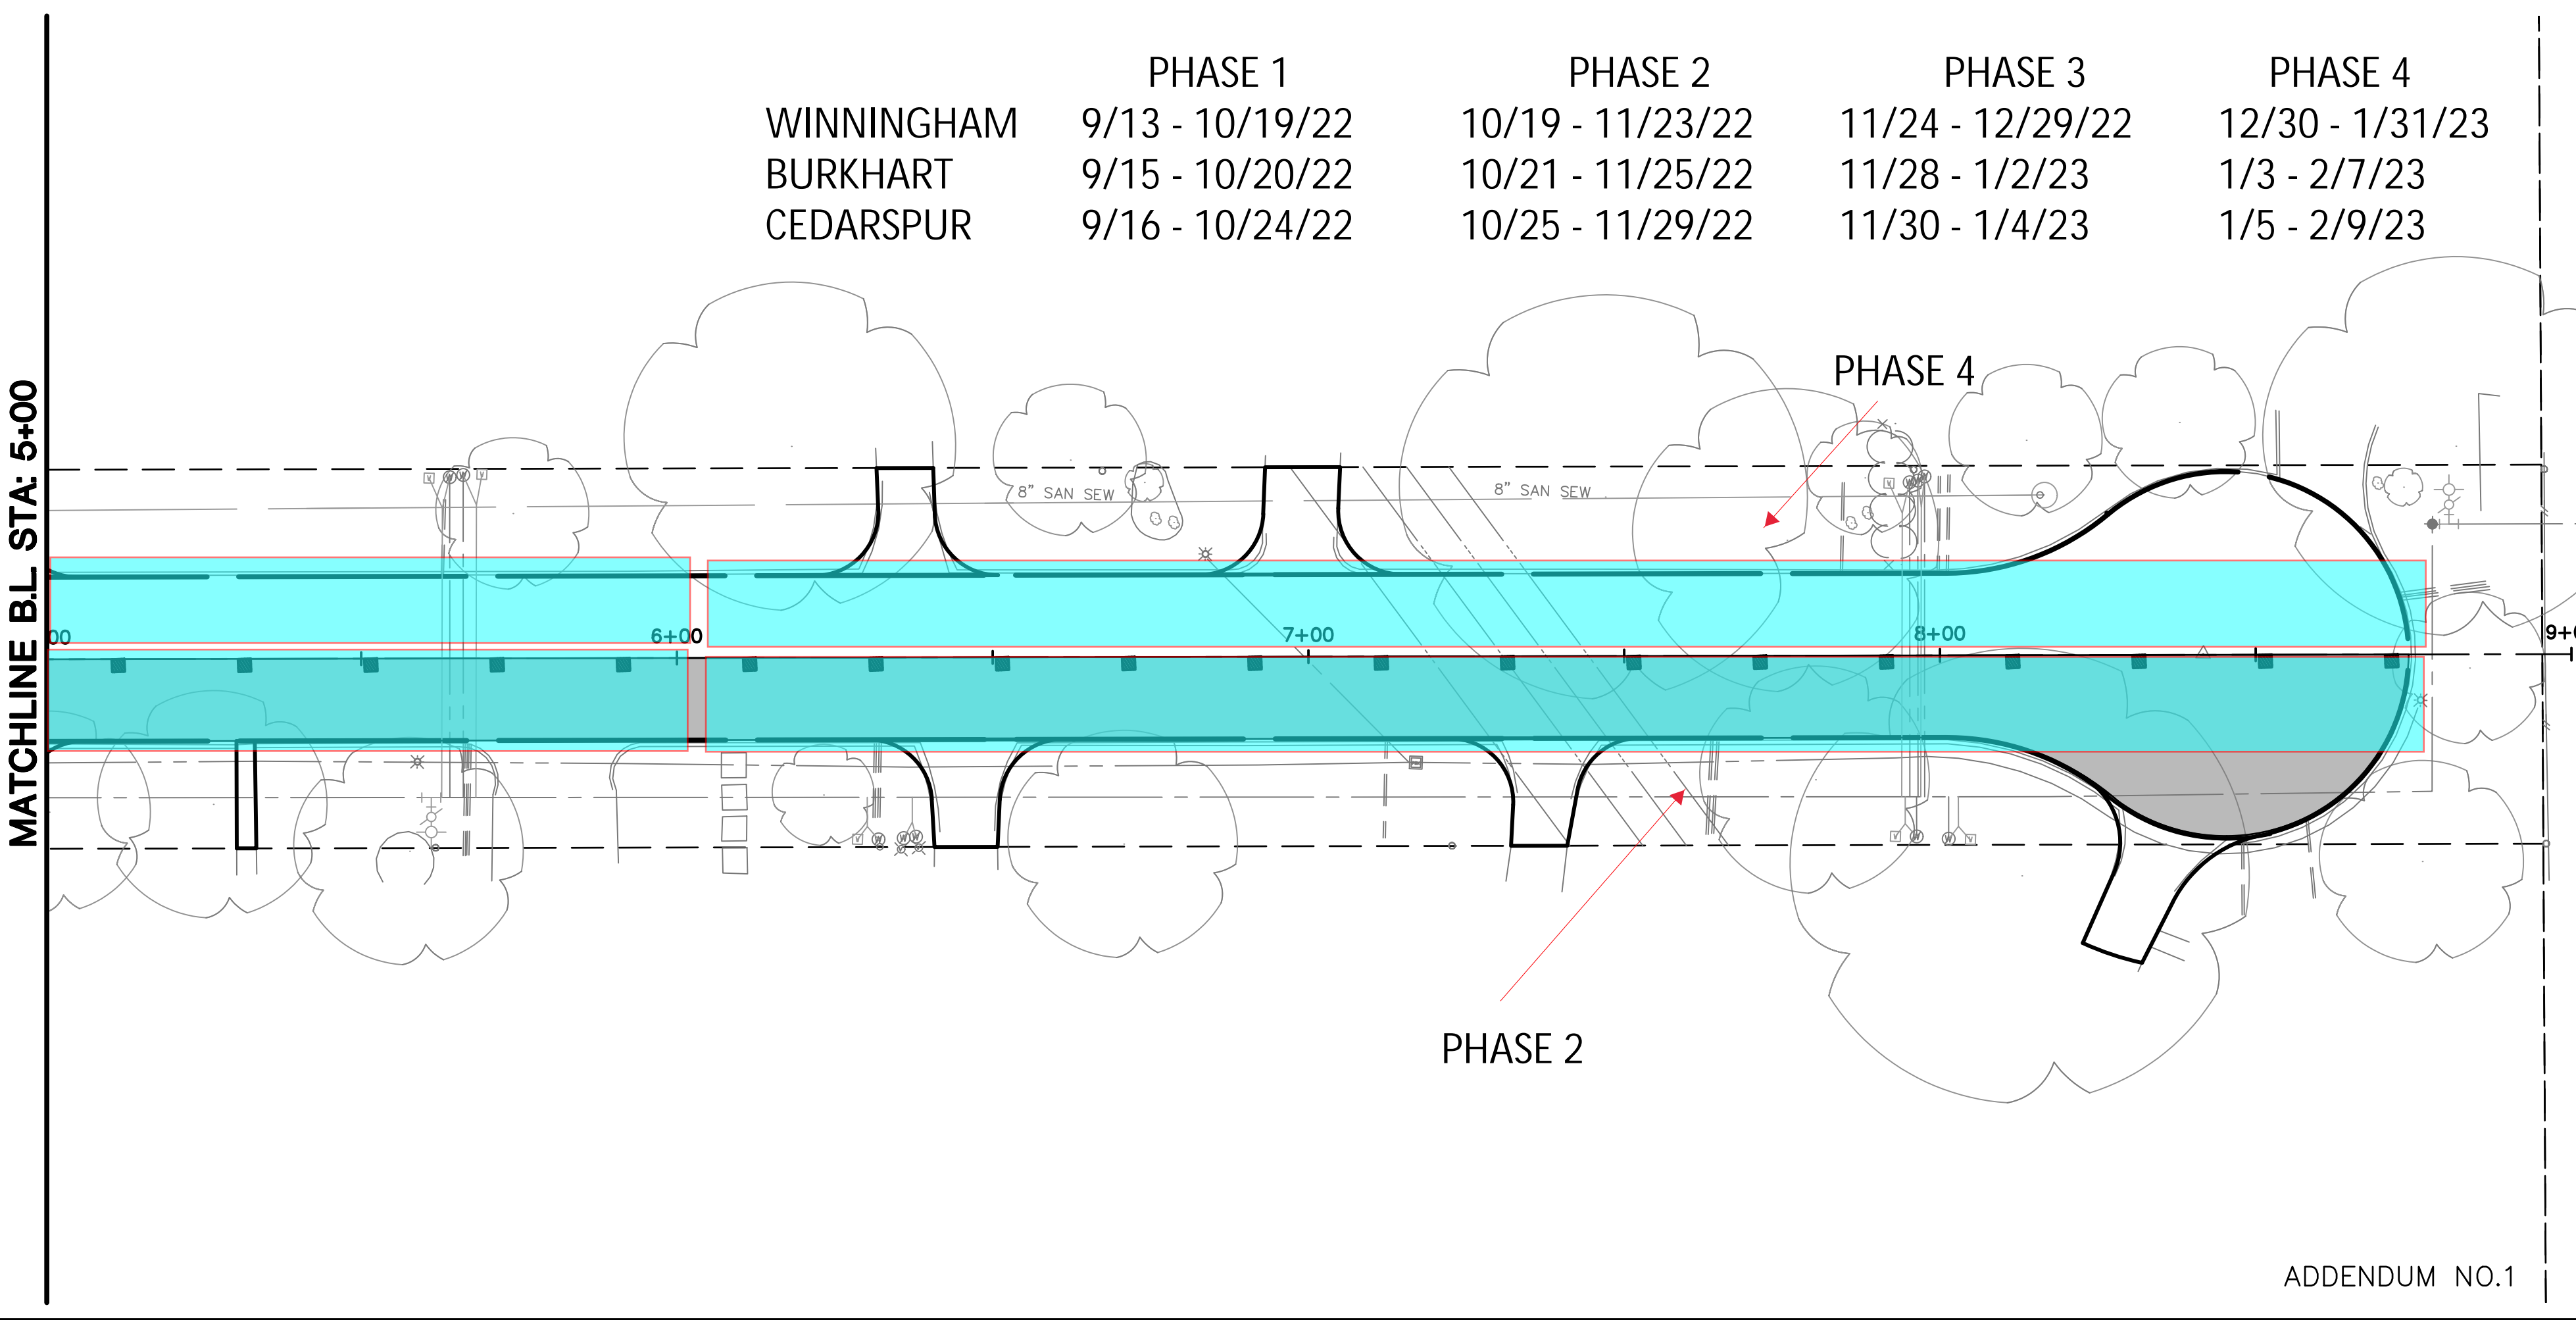 PHASE 1 PHASE 2 PHASE 3 PHASE 4
WINNINGHAM 9/13 - 10/19/22 10/19 - 11/23/22 11/24 - 12/29/22 12/30 - 1/31/23
BURKHART 9/15 - 10/20/22 10/21 - 11/25/22 11/28 - 1/2/23 1/3 - 2/7/23
CEDARSPUR 9/16 - 10/24/22 10/25 - 11/29/22 11/30 - 1/4/23 1/5 - 2/9/23
PHASE 4
MATCHLINE B.L. STA: 5+00
V W W V
8" SAN SEW
8" SAN SEW
V W W
00
6+00
7+00
8+00
9+0
V W W W
V W W V
PHASE 2
ADDENDUM NO.1